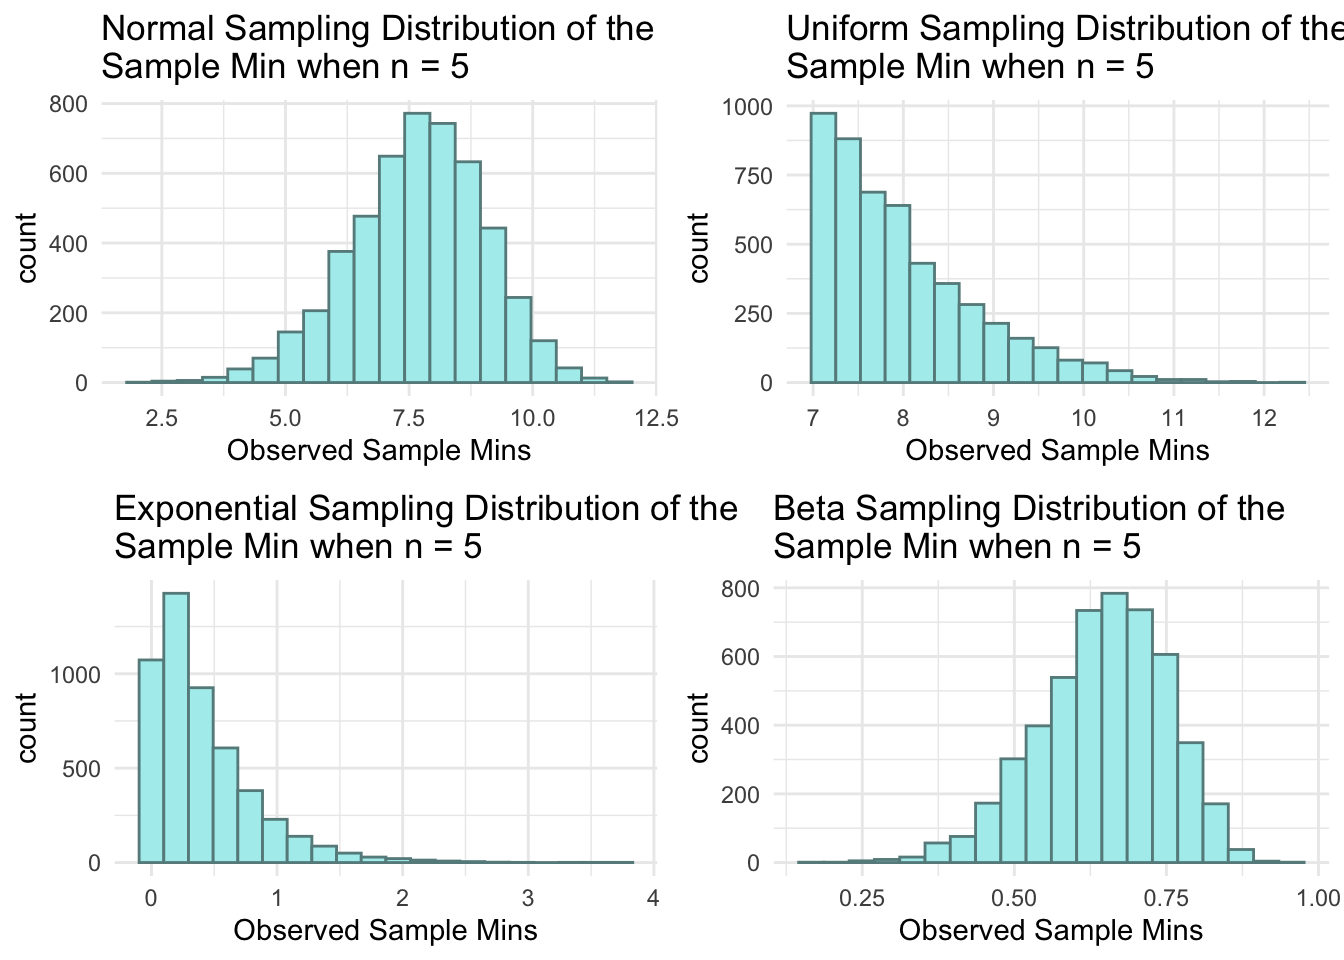 Normal Sampling Distribution of the
Sample Min when n = 5
800
600
400
200
0
count
2.5 5.0 7.5 10.0 12.5
Observed Sample Mins
Uniform Sampling Distribution of the
Sample Min when n = 5
1000
750
500
250
0
count
7 8 9 10 11 12
Observed Sample Mins
Exponential Sampling Distribution of the
Sample Min when n = 5
1000
500
0
count
0 1 2 3 4
Observed Sample Mins
Beta Sampling Distribution of the
Sample Min when n = 5
800
600
400
200
0
count
0.25 0.50 0.75 1.00
Observed Sample Mins